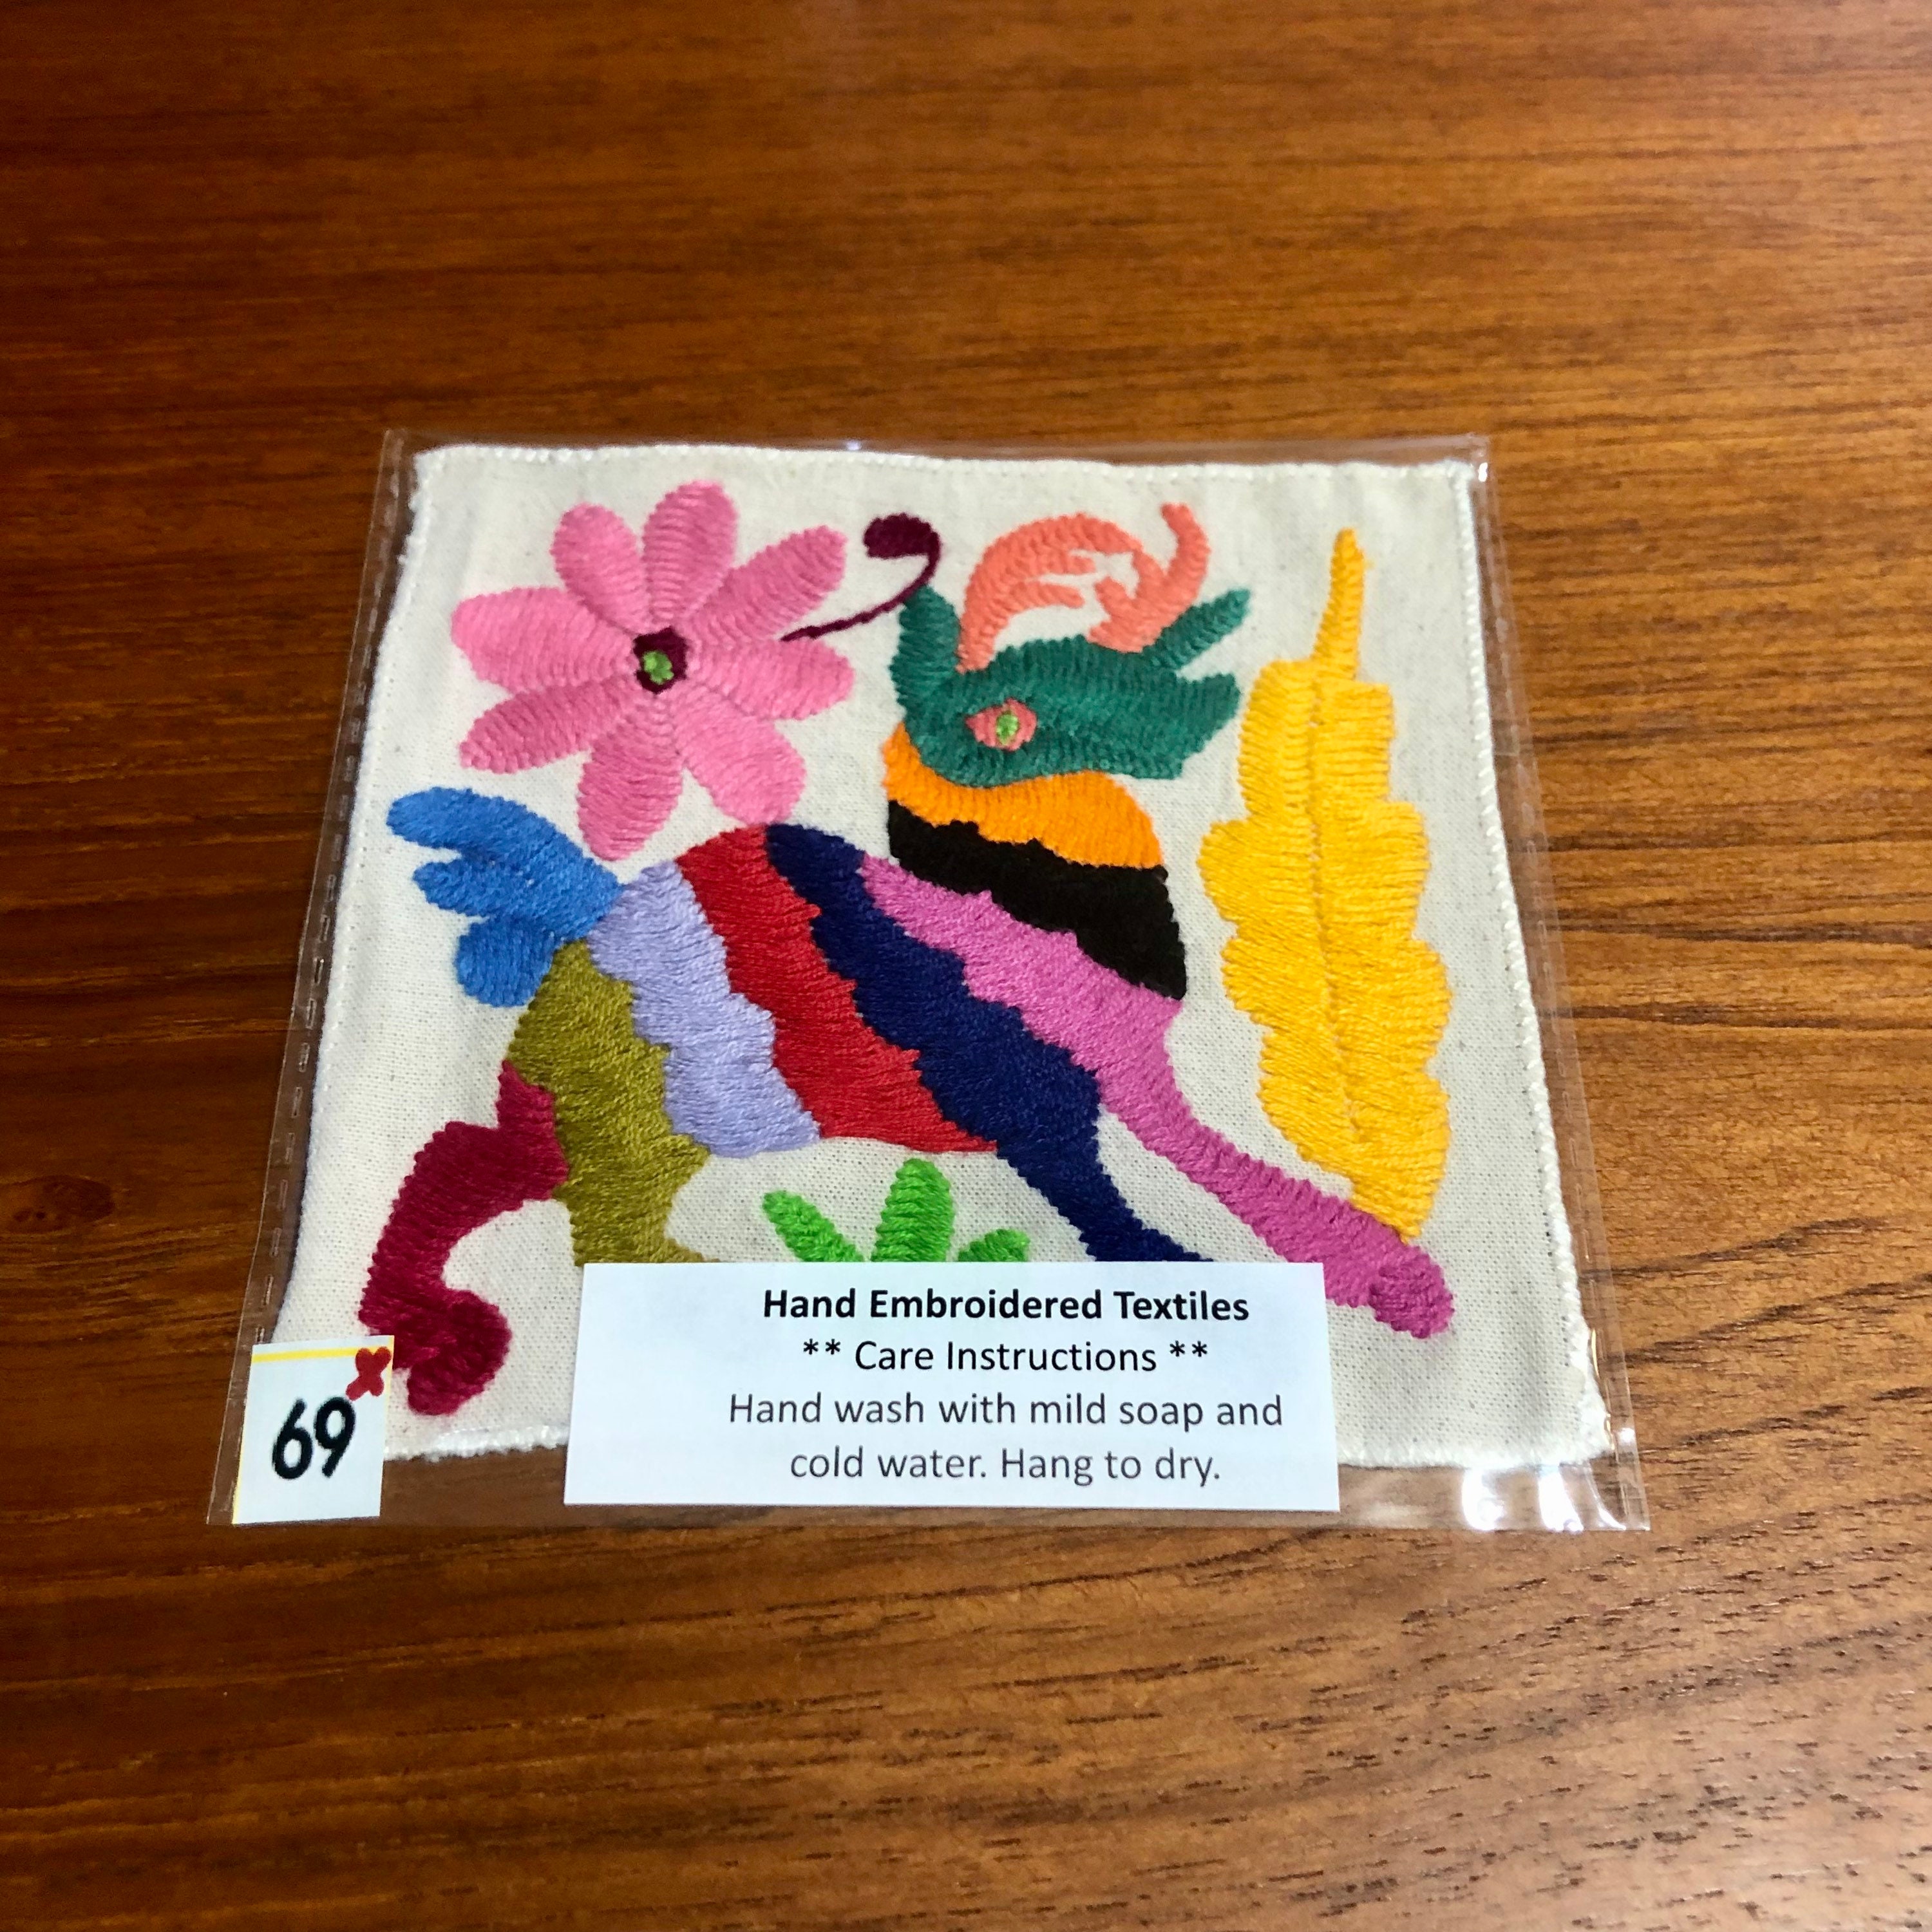 Hand Embroidered Textiles
** Care Instructions **
Hand wash with mild soap and
cold water. Hang to dry.
69